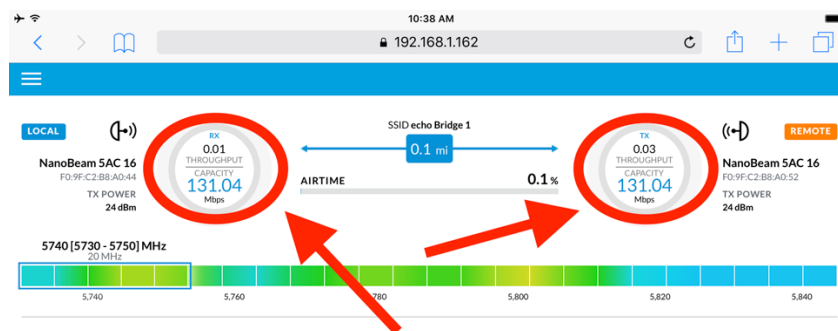 10:38 AM
192.168.1.162
LOCAL
RX
0.01
THROUGHPUT
CAPACITY
131.04
Mbps
SSID echo Bridge 1
0.1 mi
AIRTIME 0.1 %
TX
0.03
THROUGHPUT
CAPACITY
131.04
Mbps
REMOTE
NanoBeam 5AC 16
F0:9F:C2:B8:A0:44
TX POWER
24 dBm
NanoBeam 5AC 16
F0:9F:C2:B8:A0:52
TX POWER
24 dBm
5740 [5730 - 5750] MHz
20 MHz
5,740 5,760 780 5,800 5,820 5,840